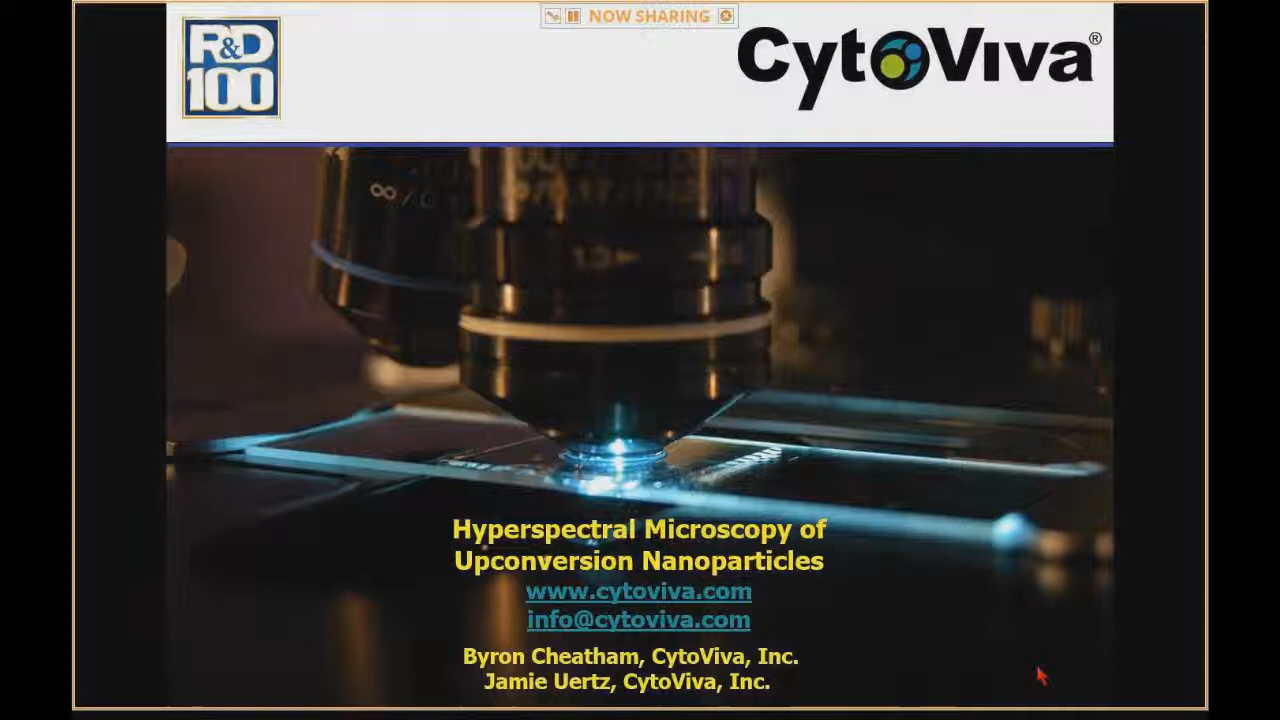 NOW SHARING
R&D
100
CytoViva®
∞/0
Hyperspectral Microscopy of
Upconversion Nanoparticles
www.cytoviva.com
info@cytoviva.com
Byron Cheatham, CytoViva, Inc.
Jamie Uertz, CytoViva, Inc.